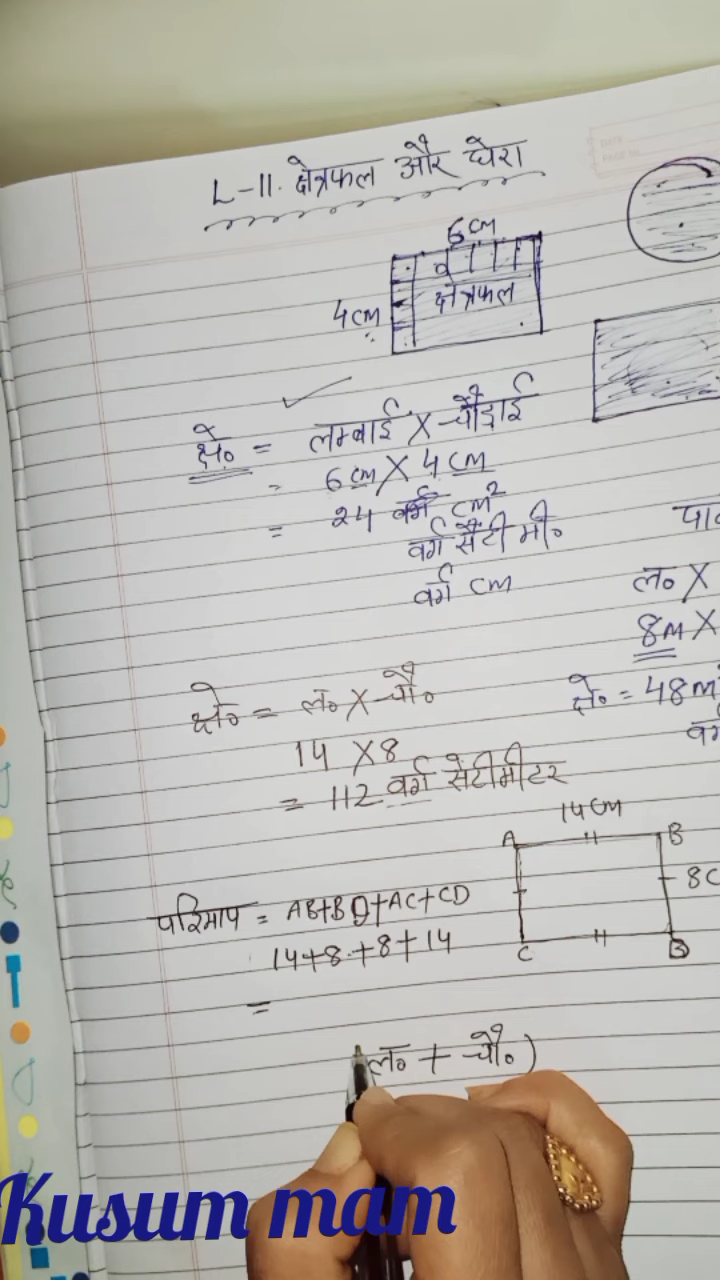 L-11. क्षेत्रफल और घेरा
6cm
क्षेत्रफल
4cm
क्षे० = लम्बाई X चौड़ाई
= 6cm X 4cm
= 24 वर्ग cm²
वर्ग सैंटी मी०
वर्ग cm
ल० X
8m X
क्षे० = 48m²
क्षे० = ल० X चौ०
14 X 8
= 112 वर्ग सेंटीमीटर
14cm
A B
8c
C D
परिमाप = AB+BD+AC+CD
14+8+8+14
=
ल० + चौ०)
Kusum mam